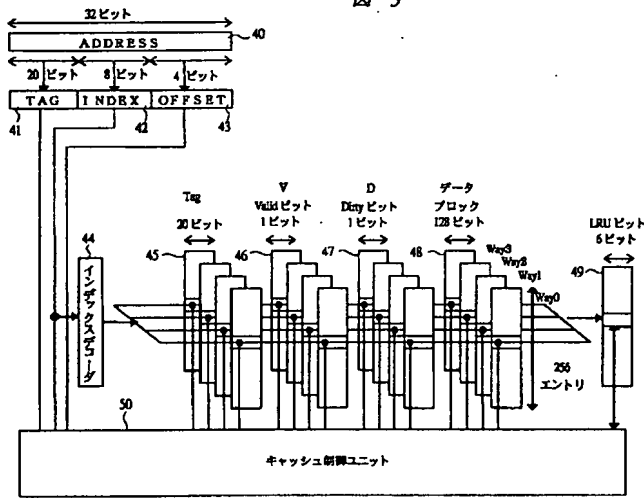 図 3
32ビット
ADDRESS
40
20ビット
8ビット
4ビット
TAG
INDEX
OFFSET
41
42
43
Tag
20ビット
V
Validビット
1ビット
D
Dirtyビット
1ビット
データ
ブロック
128ビット
LRUビット
6ビット
44
45
46
47
48
49
Way3
Way2
Way1
Way0
インデックスデコーダ
256
エントリ
50
キャッシュ制御ユニット